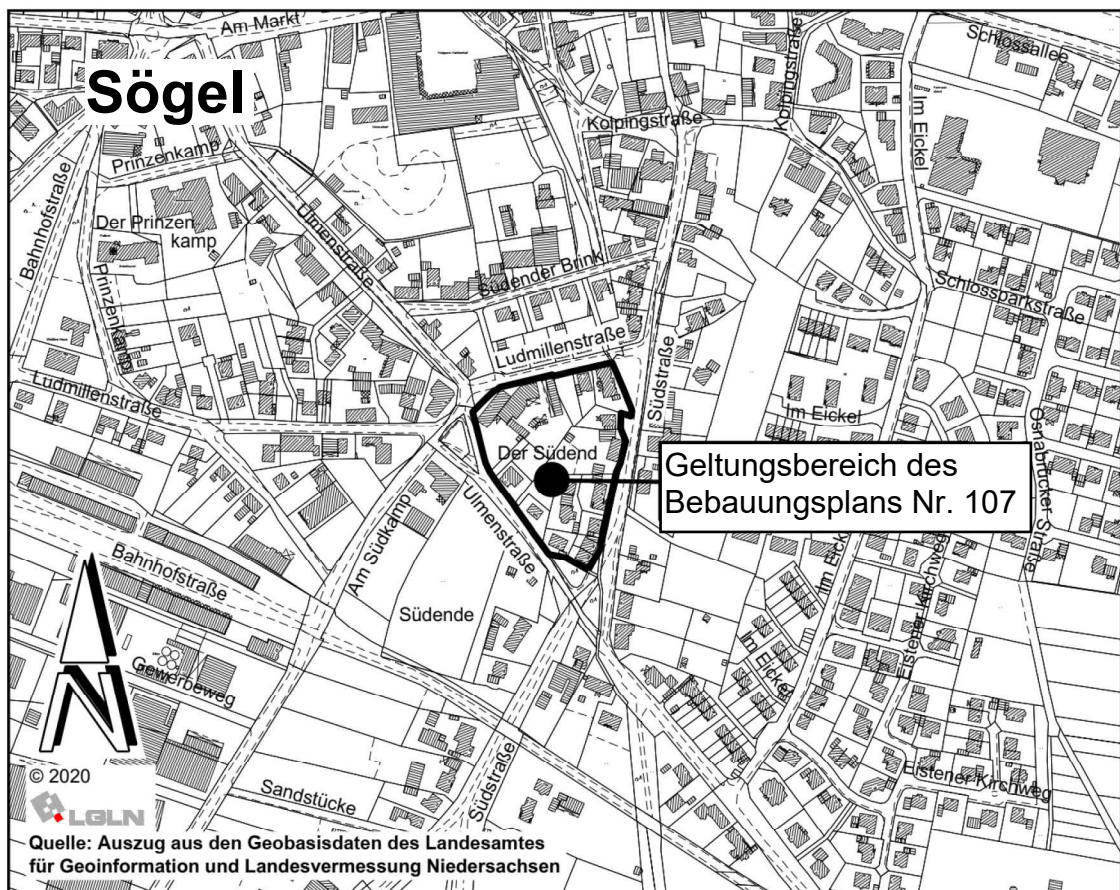 Am Markt
Schlossallee
Sögel
Kolpingstraße
Kolpingstraße
Im Eickel
Prinzenkamp
Bahnhofstraße
Ulmenstraße
Der Prinzen
kamp
Prinzenkamp
Südender Brink
Schlossparkstraße
Ludmillenstraße
Südstraße
Ludmillenstraße
Im Eickel
Der Südend
Geltungsbereich des
Bebauungsplans Nr. 107
Osnabrücker Straße
Ulmenstraße
Am Südkamp
Bahnhofstraße
Im Eickel
Eistener Kirchweg
Südende
Im Eickel
Gewerbeweg
N
Südstraße
Eistener Kirchweg
© 2020
Sandstücke
LGLN
Quelle: Auszug aus den Geobasisdaten des Landesamtes
für Geoinformation und Landesvermessung Niedersachsen